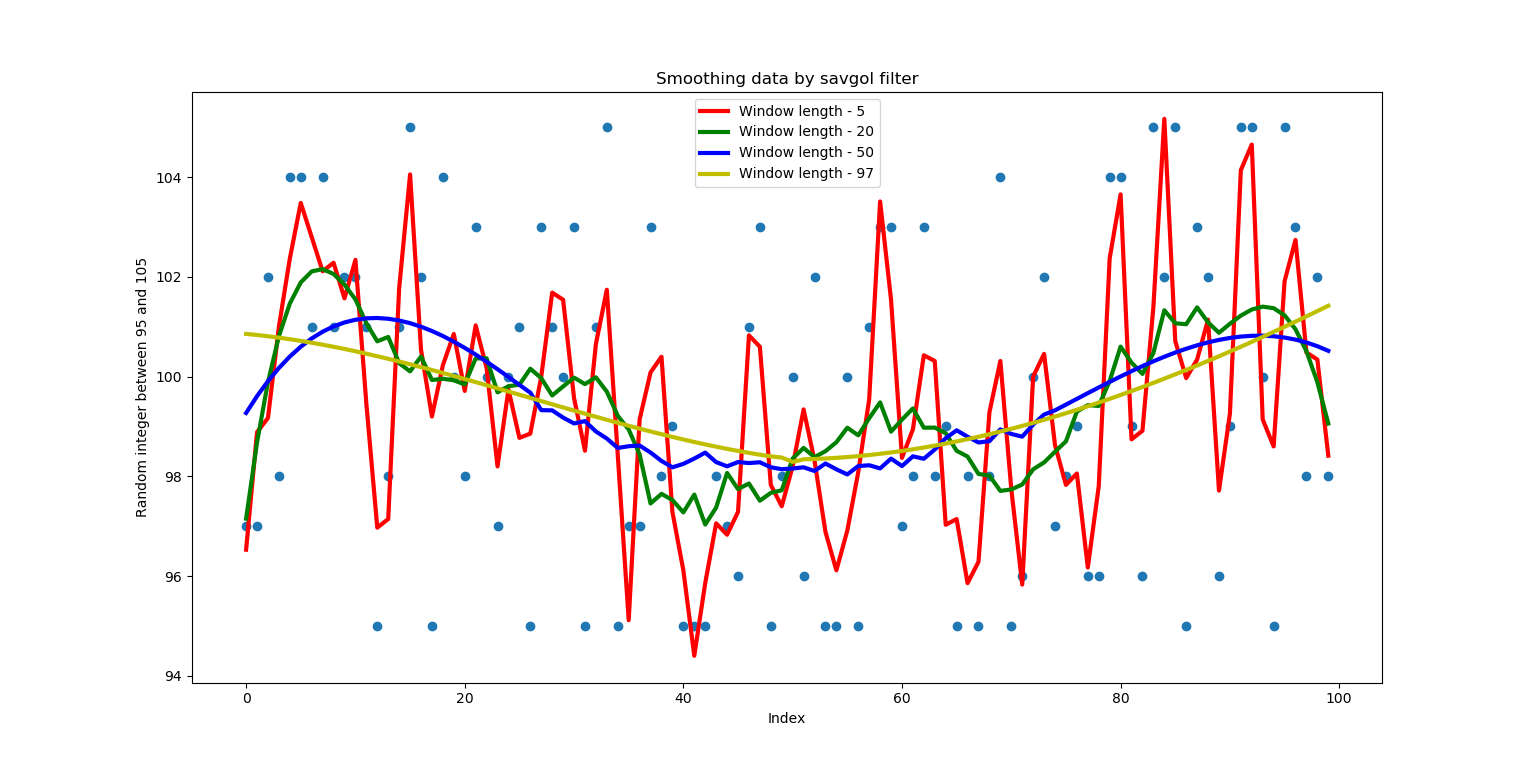 Smoothing data by savgol filter
Window length - 5
Window length - 20
Window length - 50
Window length - 97
Random integer between 95 and 105
104
102
100
98
96
94
0 20 40 60 80 100
Index